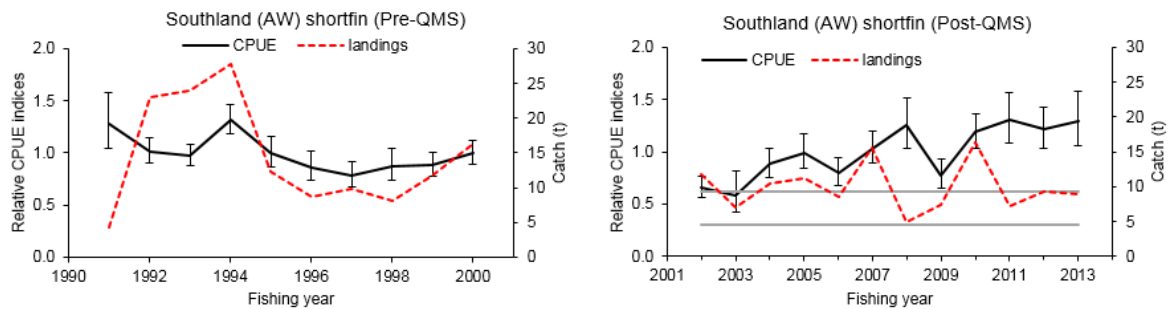 Southland (AW) shortfin (Pre-QMS)
CPUE landings
2.0
1.5
1.0
0.5
0.0
Relative CPUE indices
30
25
20
15
10
5
0
Catch (t)
1990 1992 1994 1996 1998 2000
Fishing year
Southland (AW) shortfin (Post-QMS)
CPUE landings
2.0
1.5
1.0
0.5
0.0
Relative CPUE indices
30
25
20
15
10
5
0
Catch (t)
2001 2003 2005 2007 2009 2011 2013
Fishing year